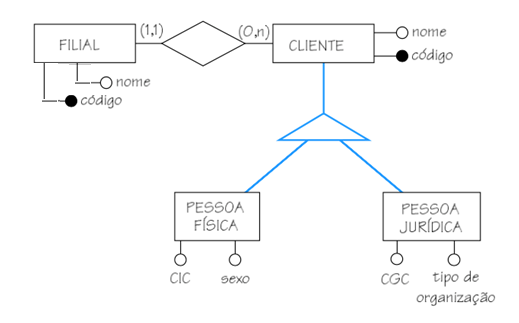 (1,1)
(0,n)
FILIAL
CLIENTE
nome
código
nome
código
PESSOA
FÍSICA
PESSOA
JURÍDICA
CIC
sexo
CGC
tipo de
organização